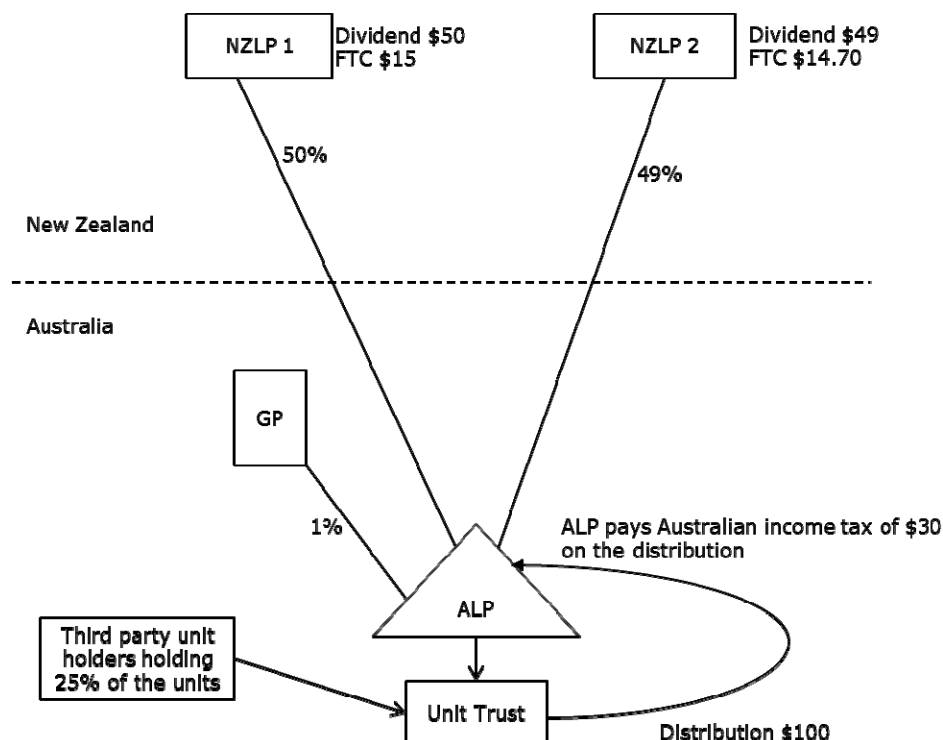 NZLP 1
Dividend $50
FTC $15
NZLP 2
Dividend $49
FTC $14.70
50%
49%
New Zealand
Australia
GP
1%
ALP pays Australian income tax of $30
on the distribution
ALP
Third party unit
holders holding
25% of the units
Unit Trust
Distribution $100